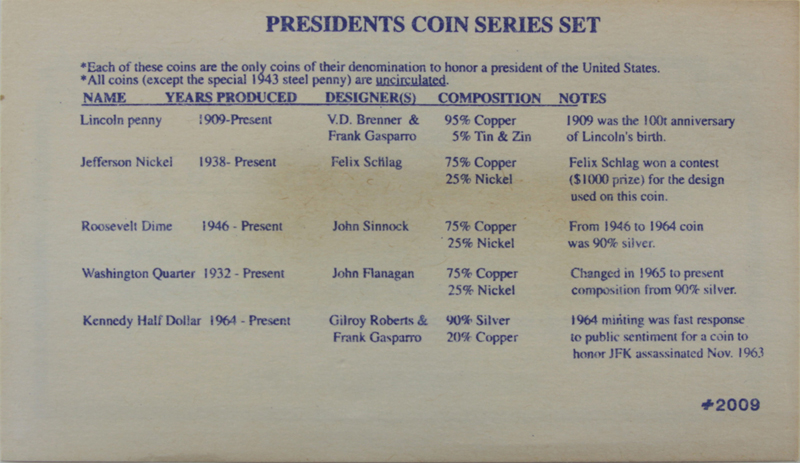 PRESIDENTS COIN SERIES SET
*Each of these coins are the only coins of their denomination to honor a president of the United States.
*All coins (except the special 1943 steel penny) are uncirculated.
NAME YEARS PRODUCED DESIGNER(S) COMPOSITION NOTES
Lincoln penny 1909-Present V.D. Brenner & 95% Copper 1909 was the 100t anniversary
Frank Gasparro 5% Tin & Zin of Lincoln's birth.
Jefferson Nickel 1938- Present Felix Schlag 75% Copper Felix Schlag won a contest
25% Nickel ($1000 prize) for the design
used on this coin.
Roosevelt Dime 1946 - Present John Sinnock 75% Copper From 1946 to 1964 coin
25% Nickel was 90% silver.
Washington Quarter 1932 - Present John Flanagan 75% Copper Changed in 1965 to present
25% Nickel composition from 90% silver.
Kennedy Half Dollar 1964 - Present Gilroy Roberts & 90% Silver 1964 minting was fast response
Frank Gasparro 20% Copper to public sentiment for a coin to
honor JFK assassinated Nov. 1963
#2009